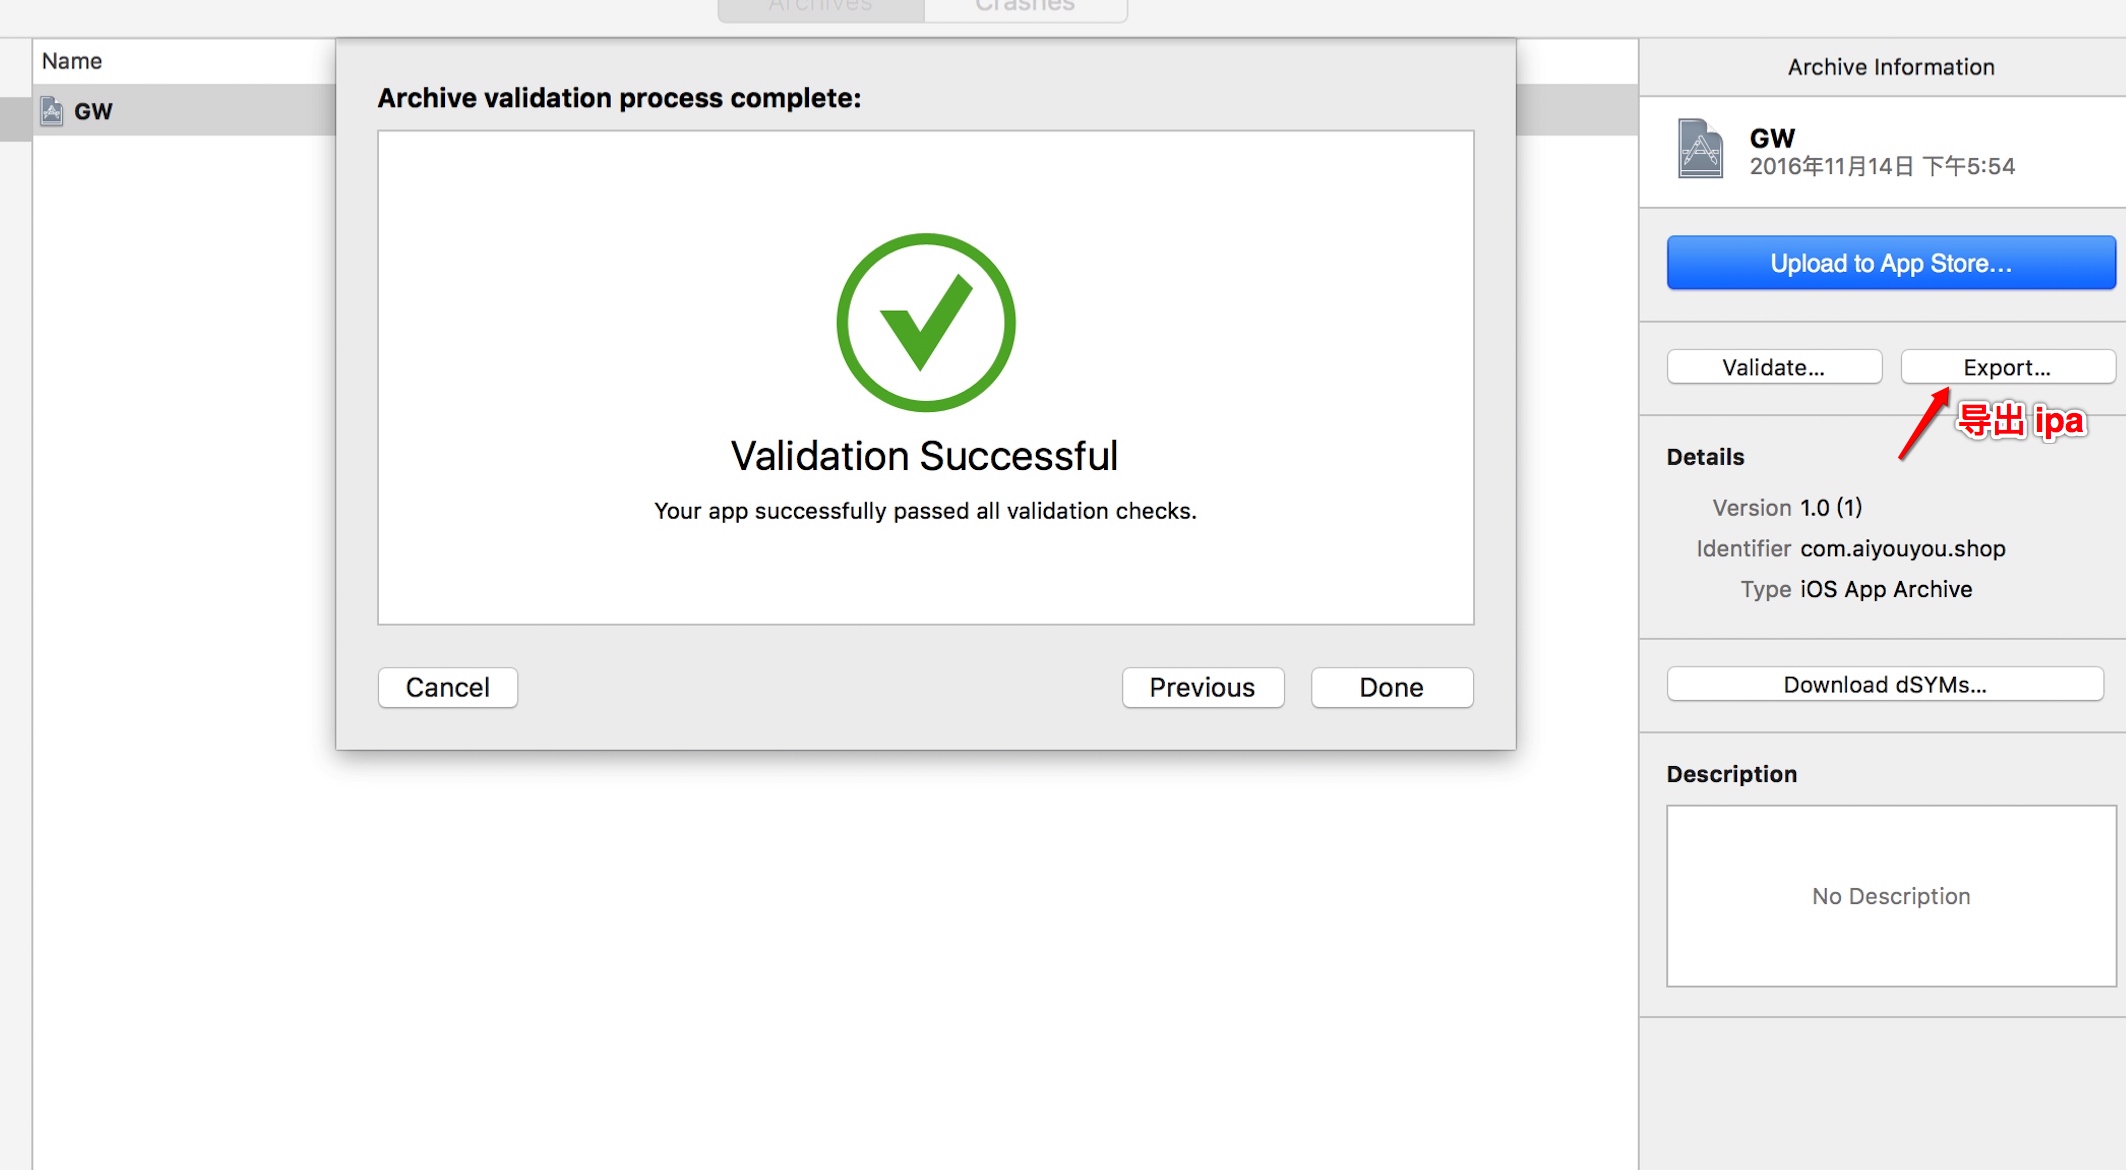 Archives Crashes
Name
GW
Archive validation process complete:
Validation Successful
Your app successfully passed all validation checks.
Cancel
Previous
Done
Archive Information
GW
2016年11月14日 下午5:54
Upload to App Store...
Validate...
Export...
导出 ipa
Details
Version 1.0 (1)
Identifier com.aiyouyou.shop
Type iOS App Archive
Download dSYMs...
Description
No Description